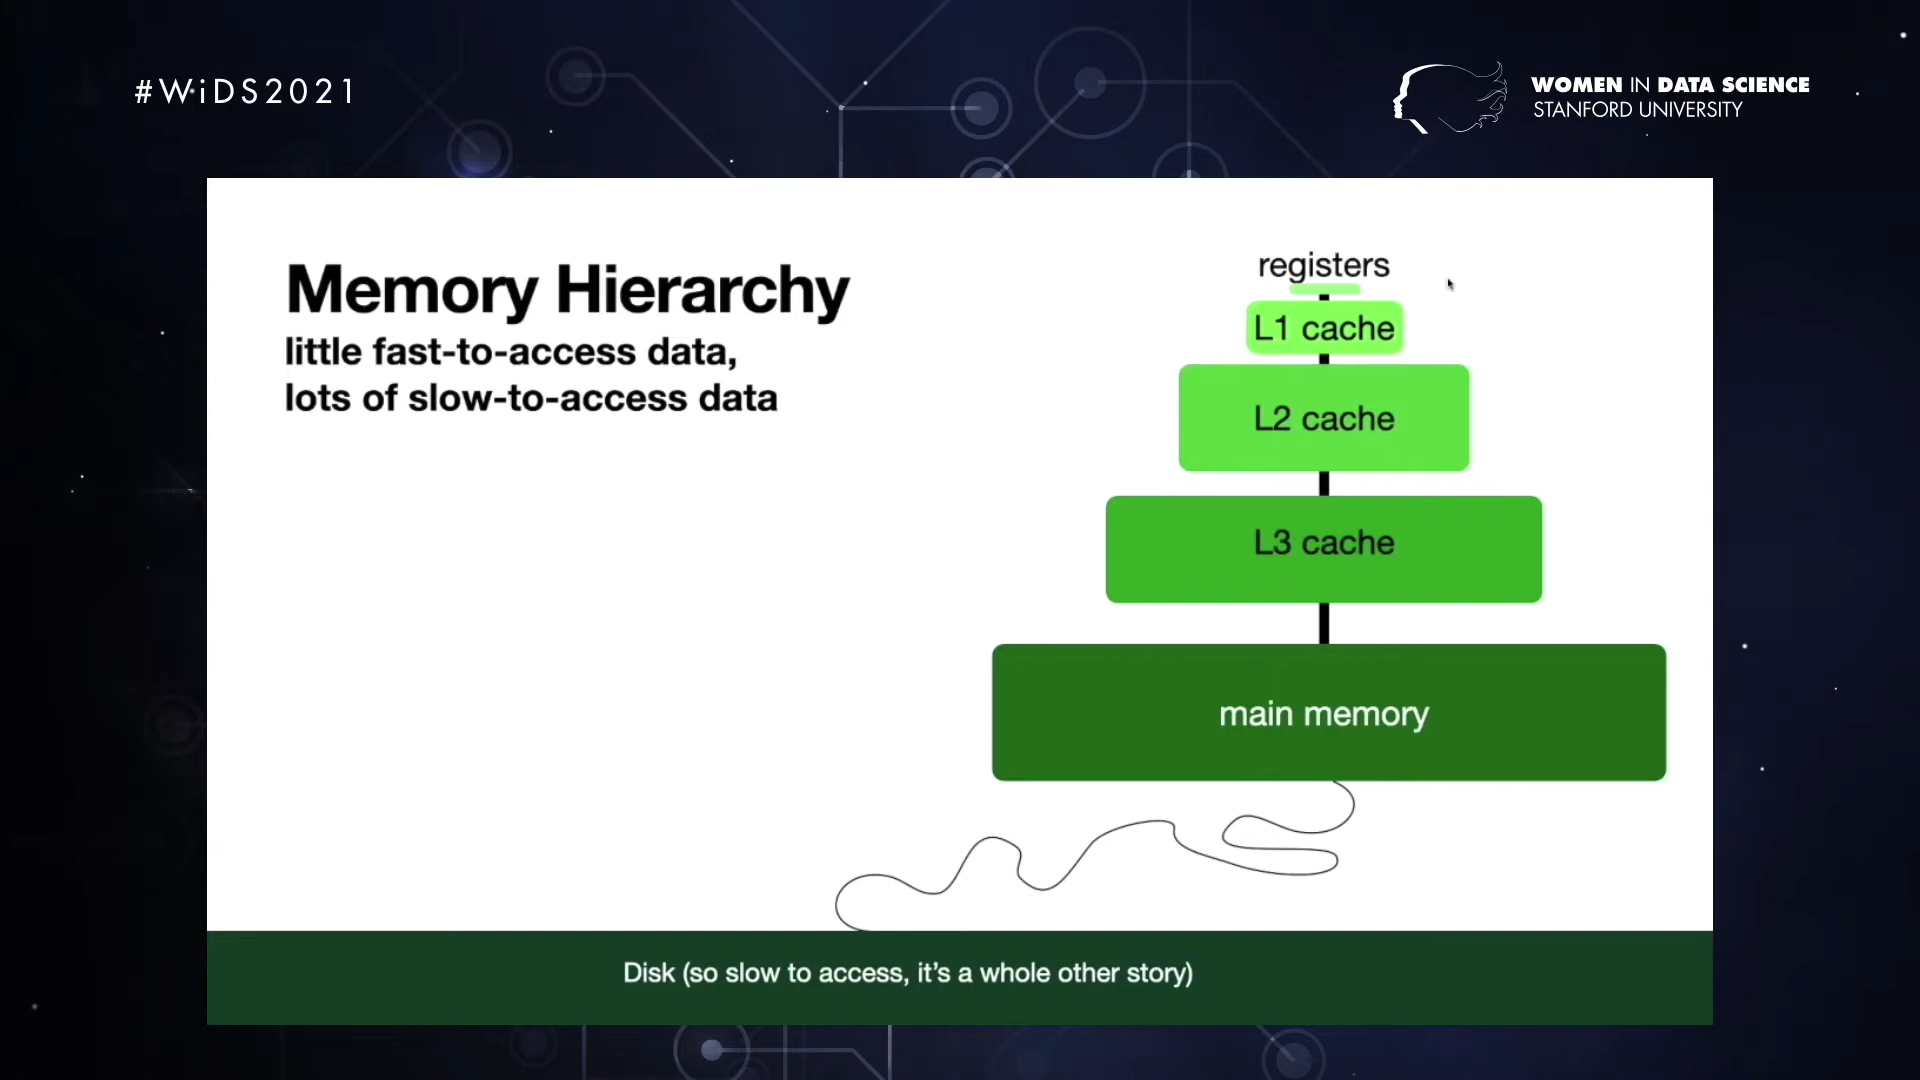 #WiDS2021
WOMEN IN DATA SCIENCE
STANFORD UNIVERSITY
Memory Hierarchy
little fast-to-access data,
lots of slow-to-access data
registers
L1 cache
L2 cache
L3 cache
main memory
Disk (so slow to access, it's a whole other story)